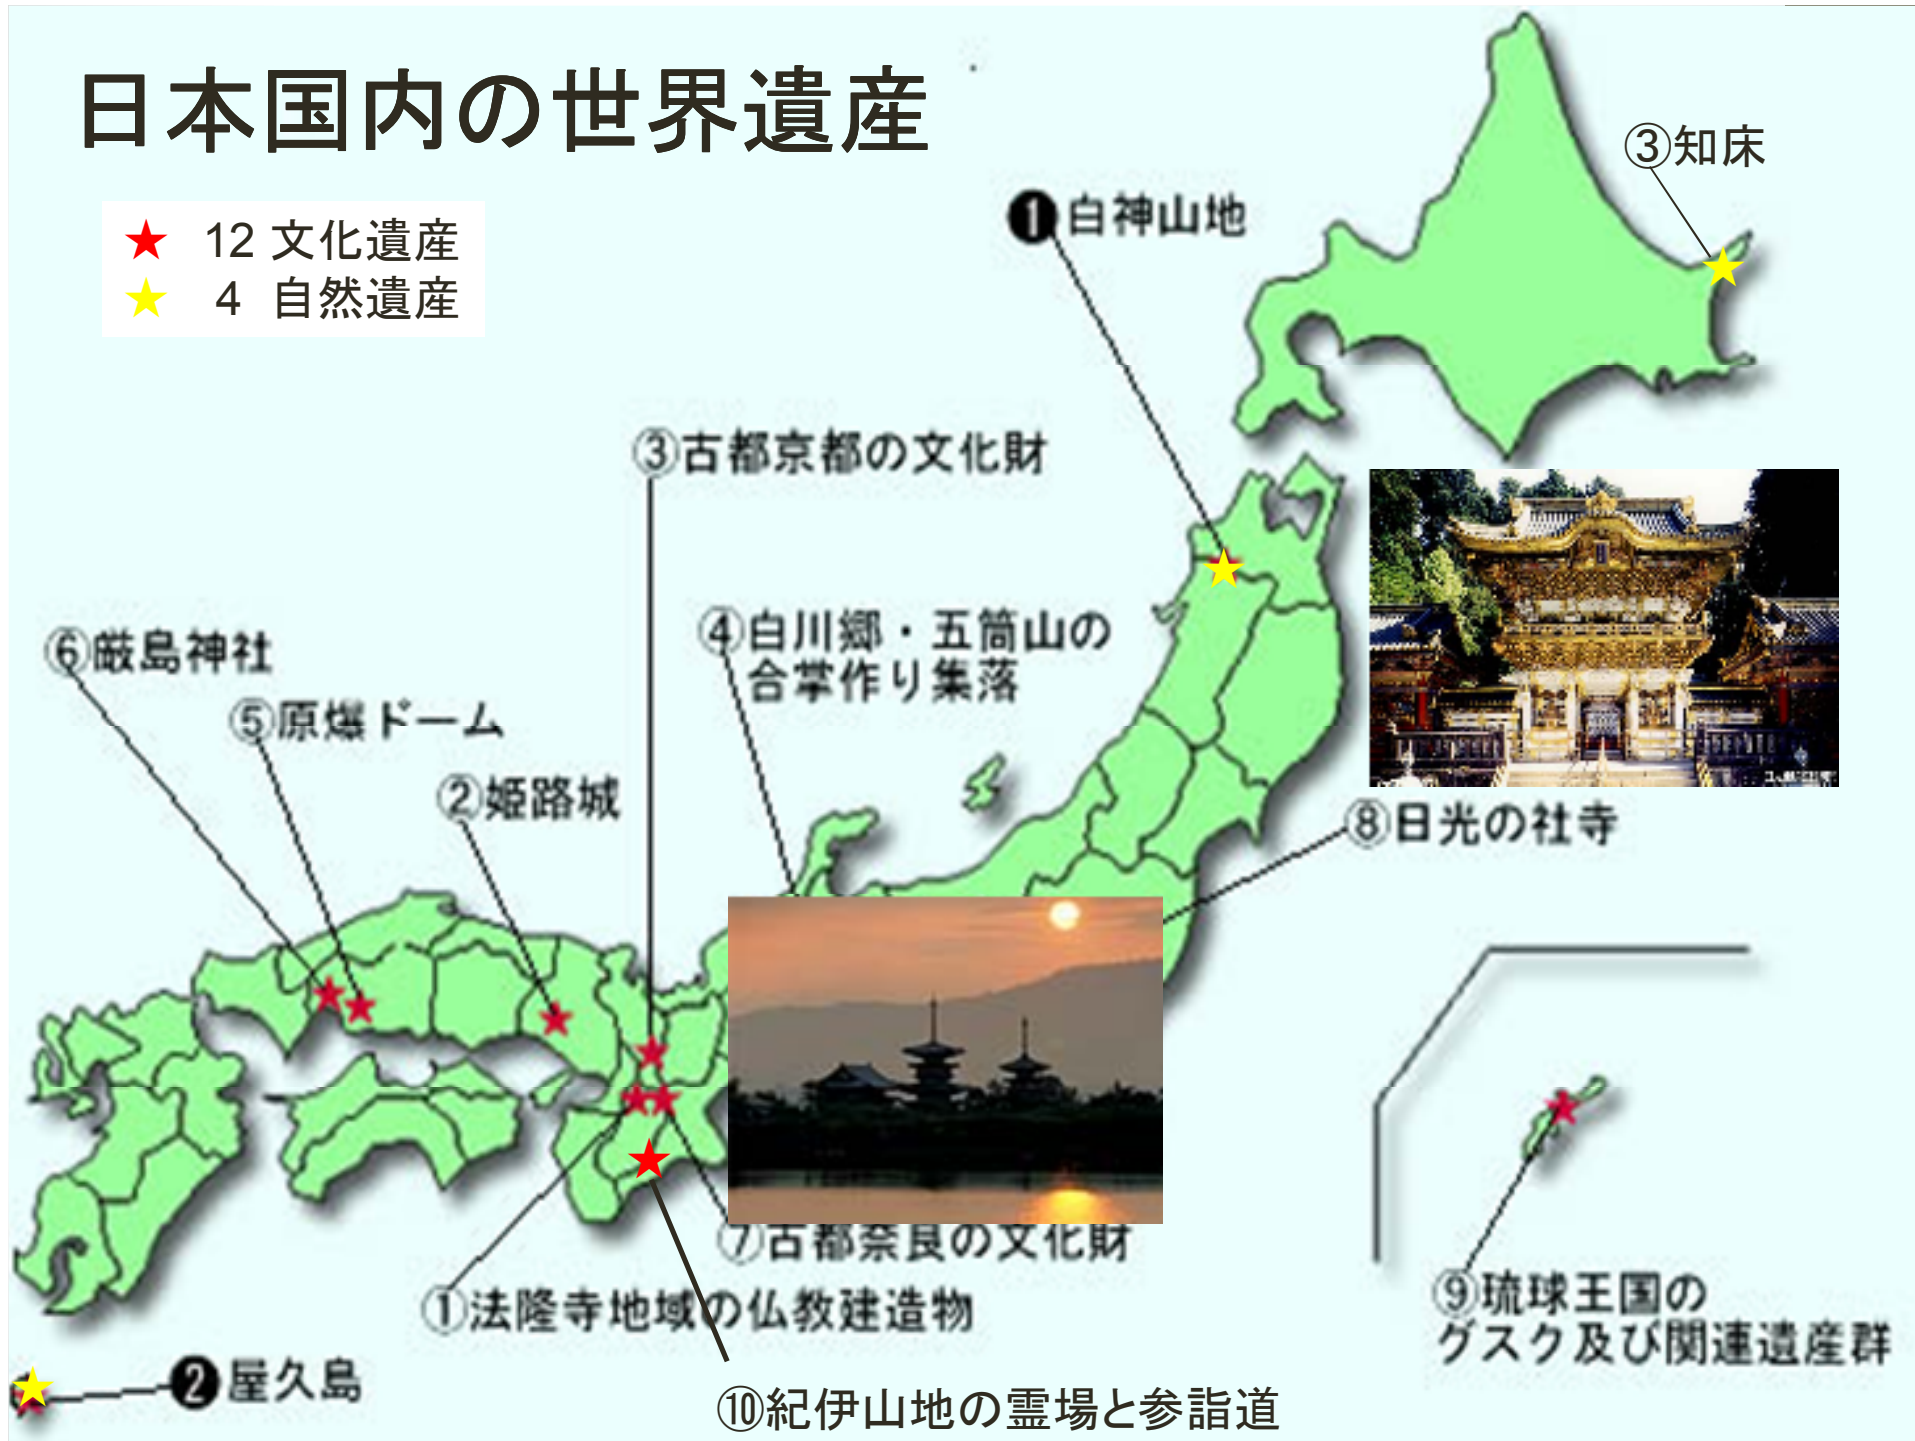 日本国内の世界遺産
★ 12 文化遺産
★ 4 自然遺産
③知床
❶白神山地
③古都京都の文化財
④白川郷・五箇山の
合掌作り集落
⑥厳島神社
⑤原爆ドーム
②姫路城
⑧日光の社寺
⑦古都奈良の文化財
①法隆寺地域の仏教建造物
⑨琉球王国の
グスク及び関連遺産群
❷屋久島
⑩紀伊山地の霊場と参詣道